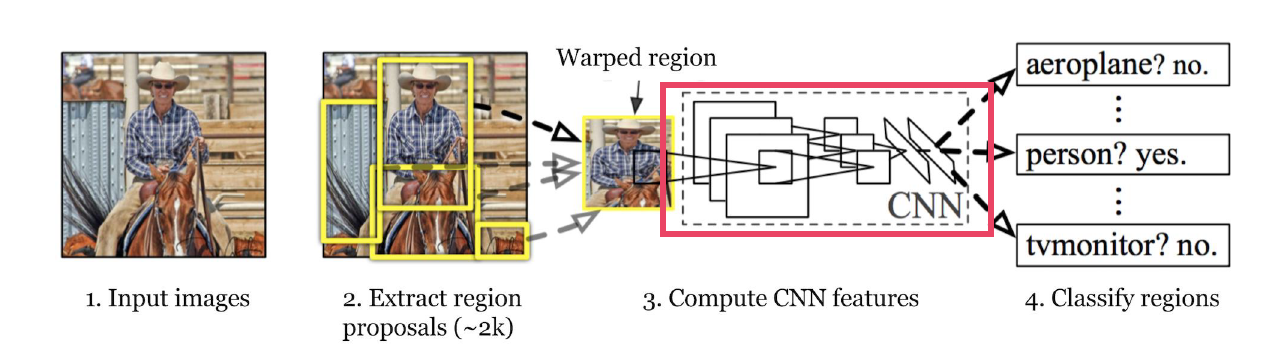 Warped region
aeroplane? no.
person? yes.
CNN
tvmonitor? no.
1. Input images
2. Extract region
proposals (~2k)
3. Compute CNN features
4. Classify regions